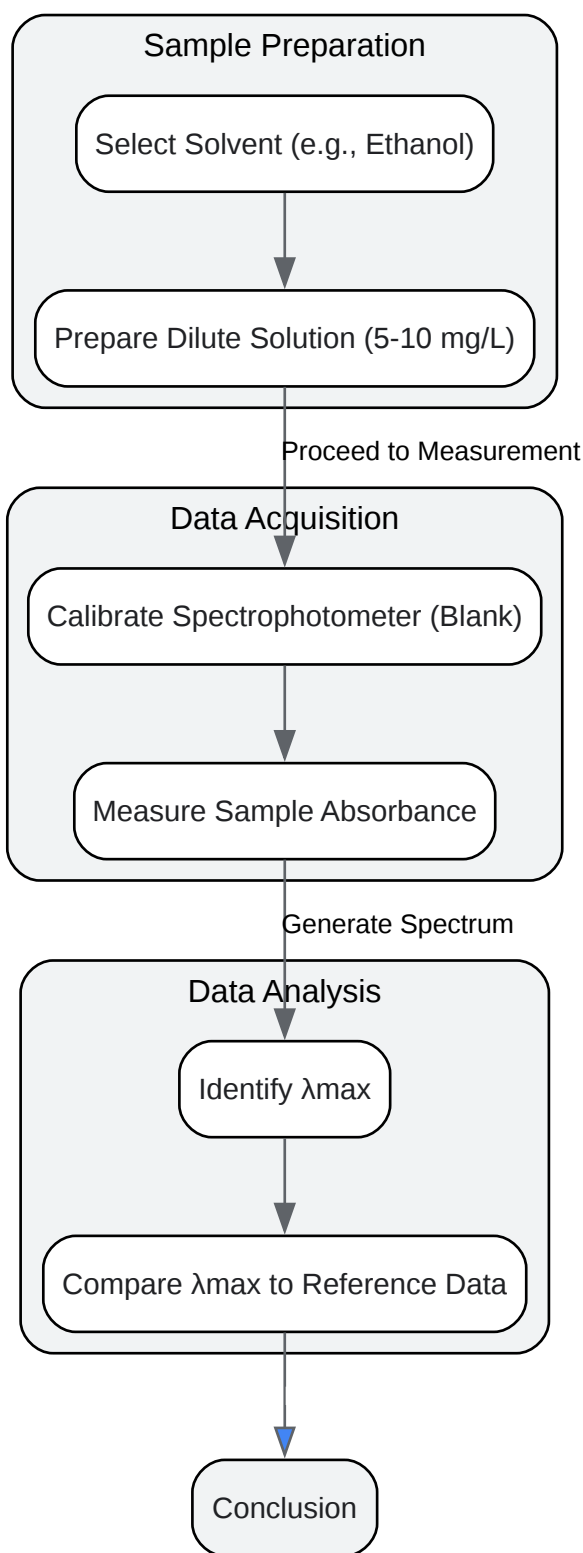 Sample Preparation
Select Solvent (e.g., Ethanol)
Prepare Dilute Solution (5-10 mg/L)
Proceed to Measurement
Data Acquisition
Calibrate Spectrophotometer (Blank)
Measure Sample Absorbance
Generate Spectrum
Data Analysis
Identify λmax
Compare λmax to Reference Data
Conclusion